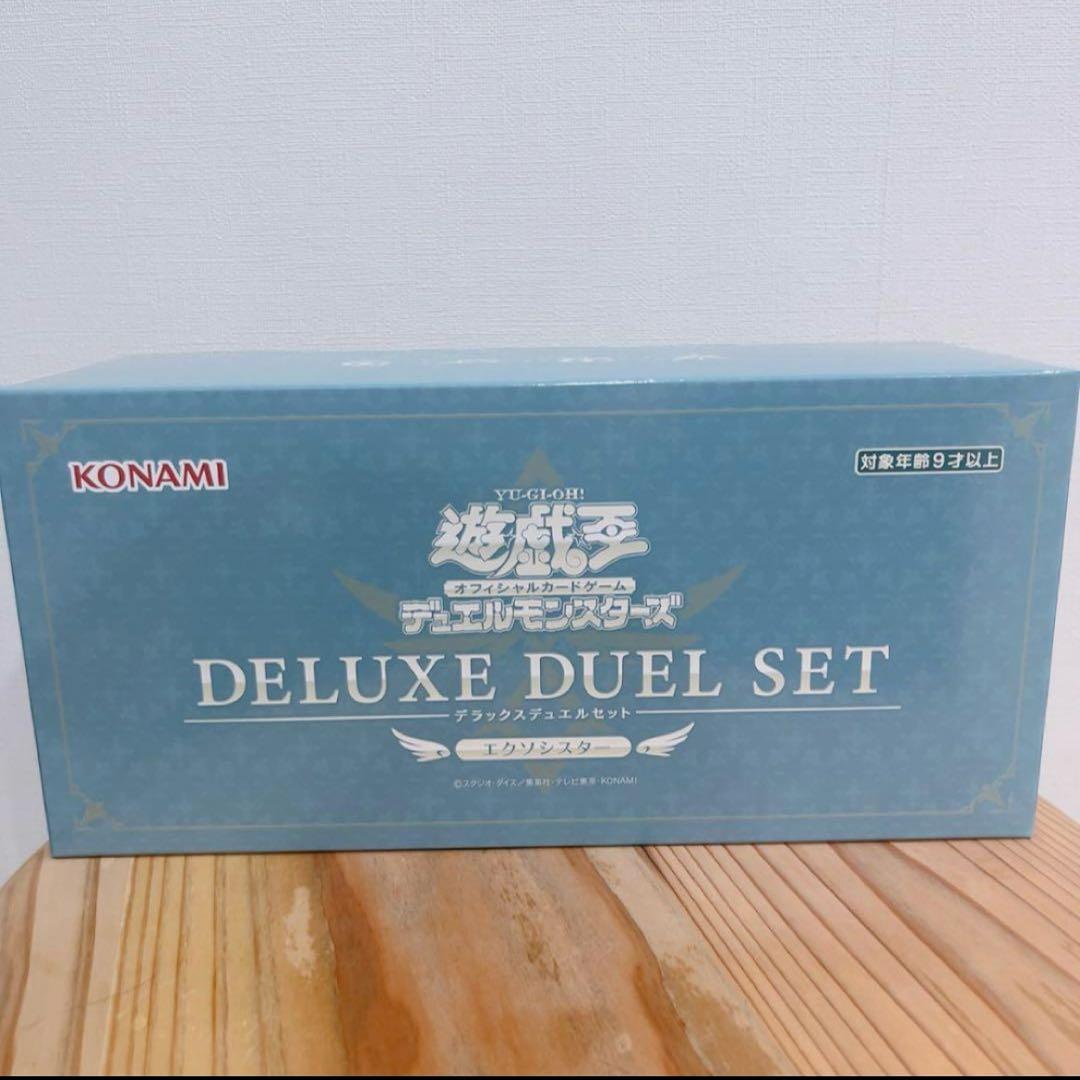 KONAMI
対象年齢9才以上
YU-GI-OH!
遊☆戯☆王
オフィシャルカードゲーム
デュエルモンスターズ
DELUXE DUEL SET
デラックスデュエルセット
エクソシスター
©スタジオ・ダイス/集英社・テレビ東京・KONAMI